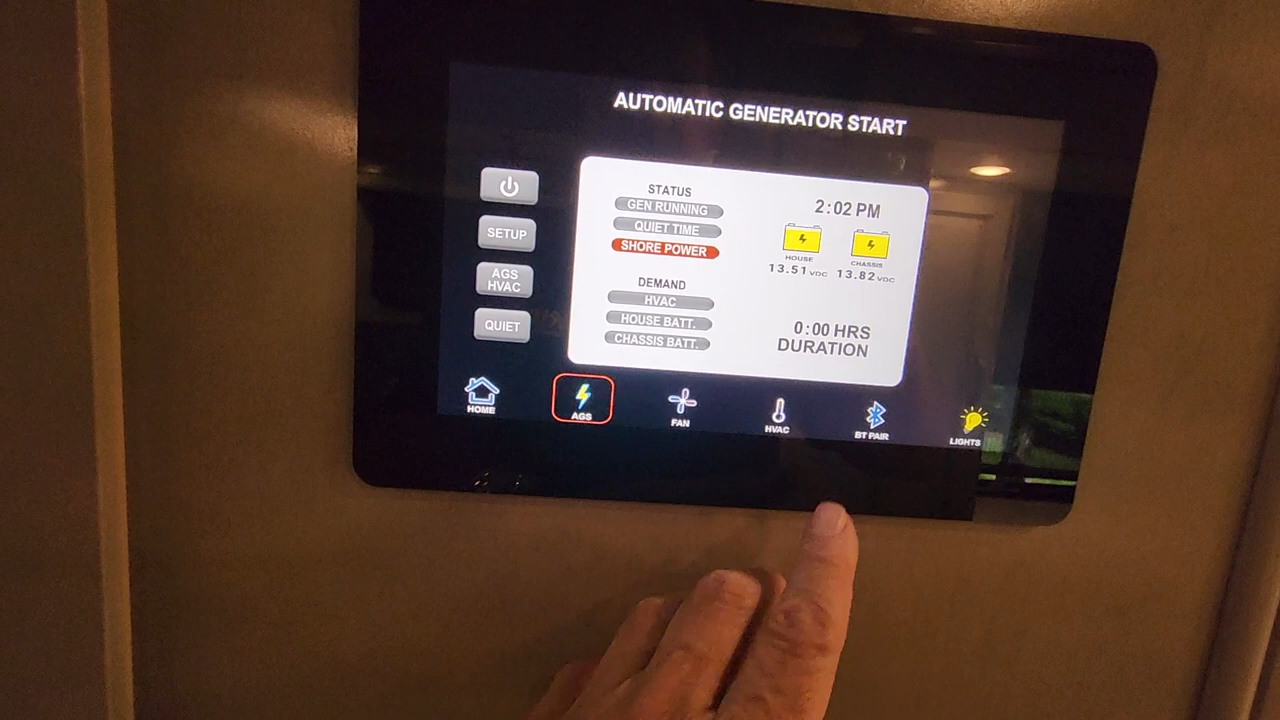 AUTOMATIC GENERATOR START
SETUP
AGS
HVAC
QUIET
STATUS
GEN RUNNING
QUIET TIME
SHORE POWER
DEMAND
HVAC
HOUSE BATT.
CHASSIS BATT.
2:02 PM
HOUSE
13.51 VDC
CHASSIS
13.82 VDC
0:00 HRS
DURATION
HOME
AGS
FAN
HVAC
BT PAIR
LIGHTS